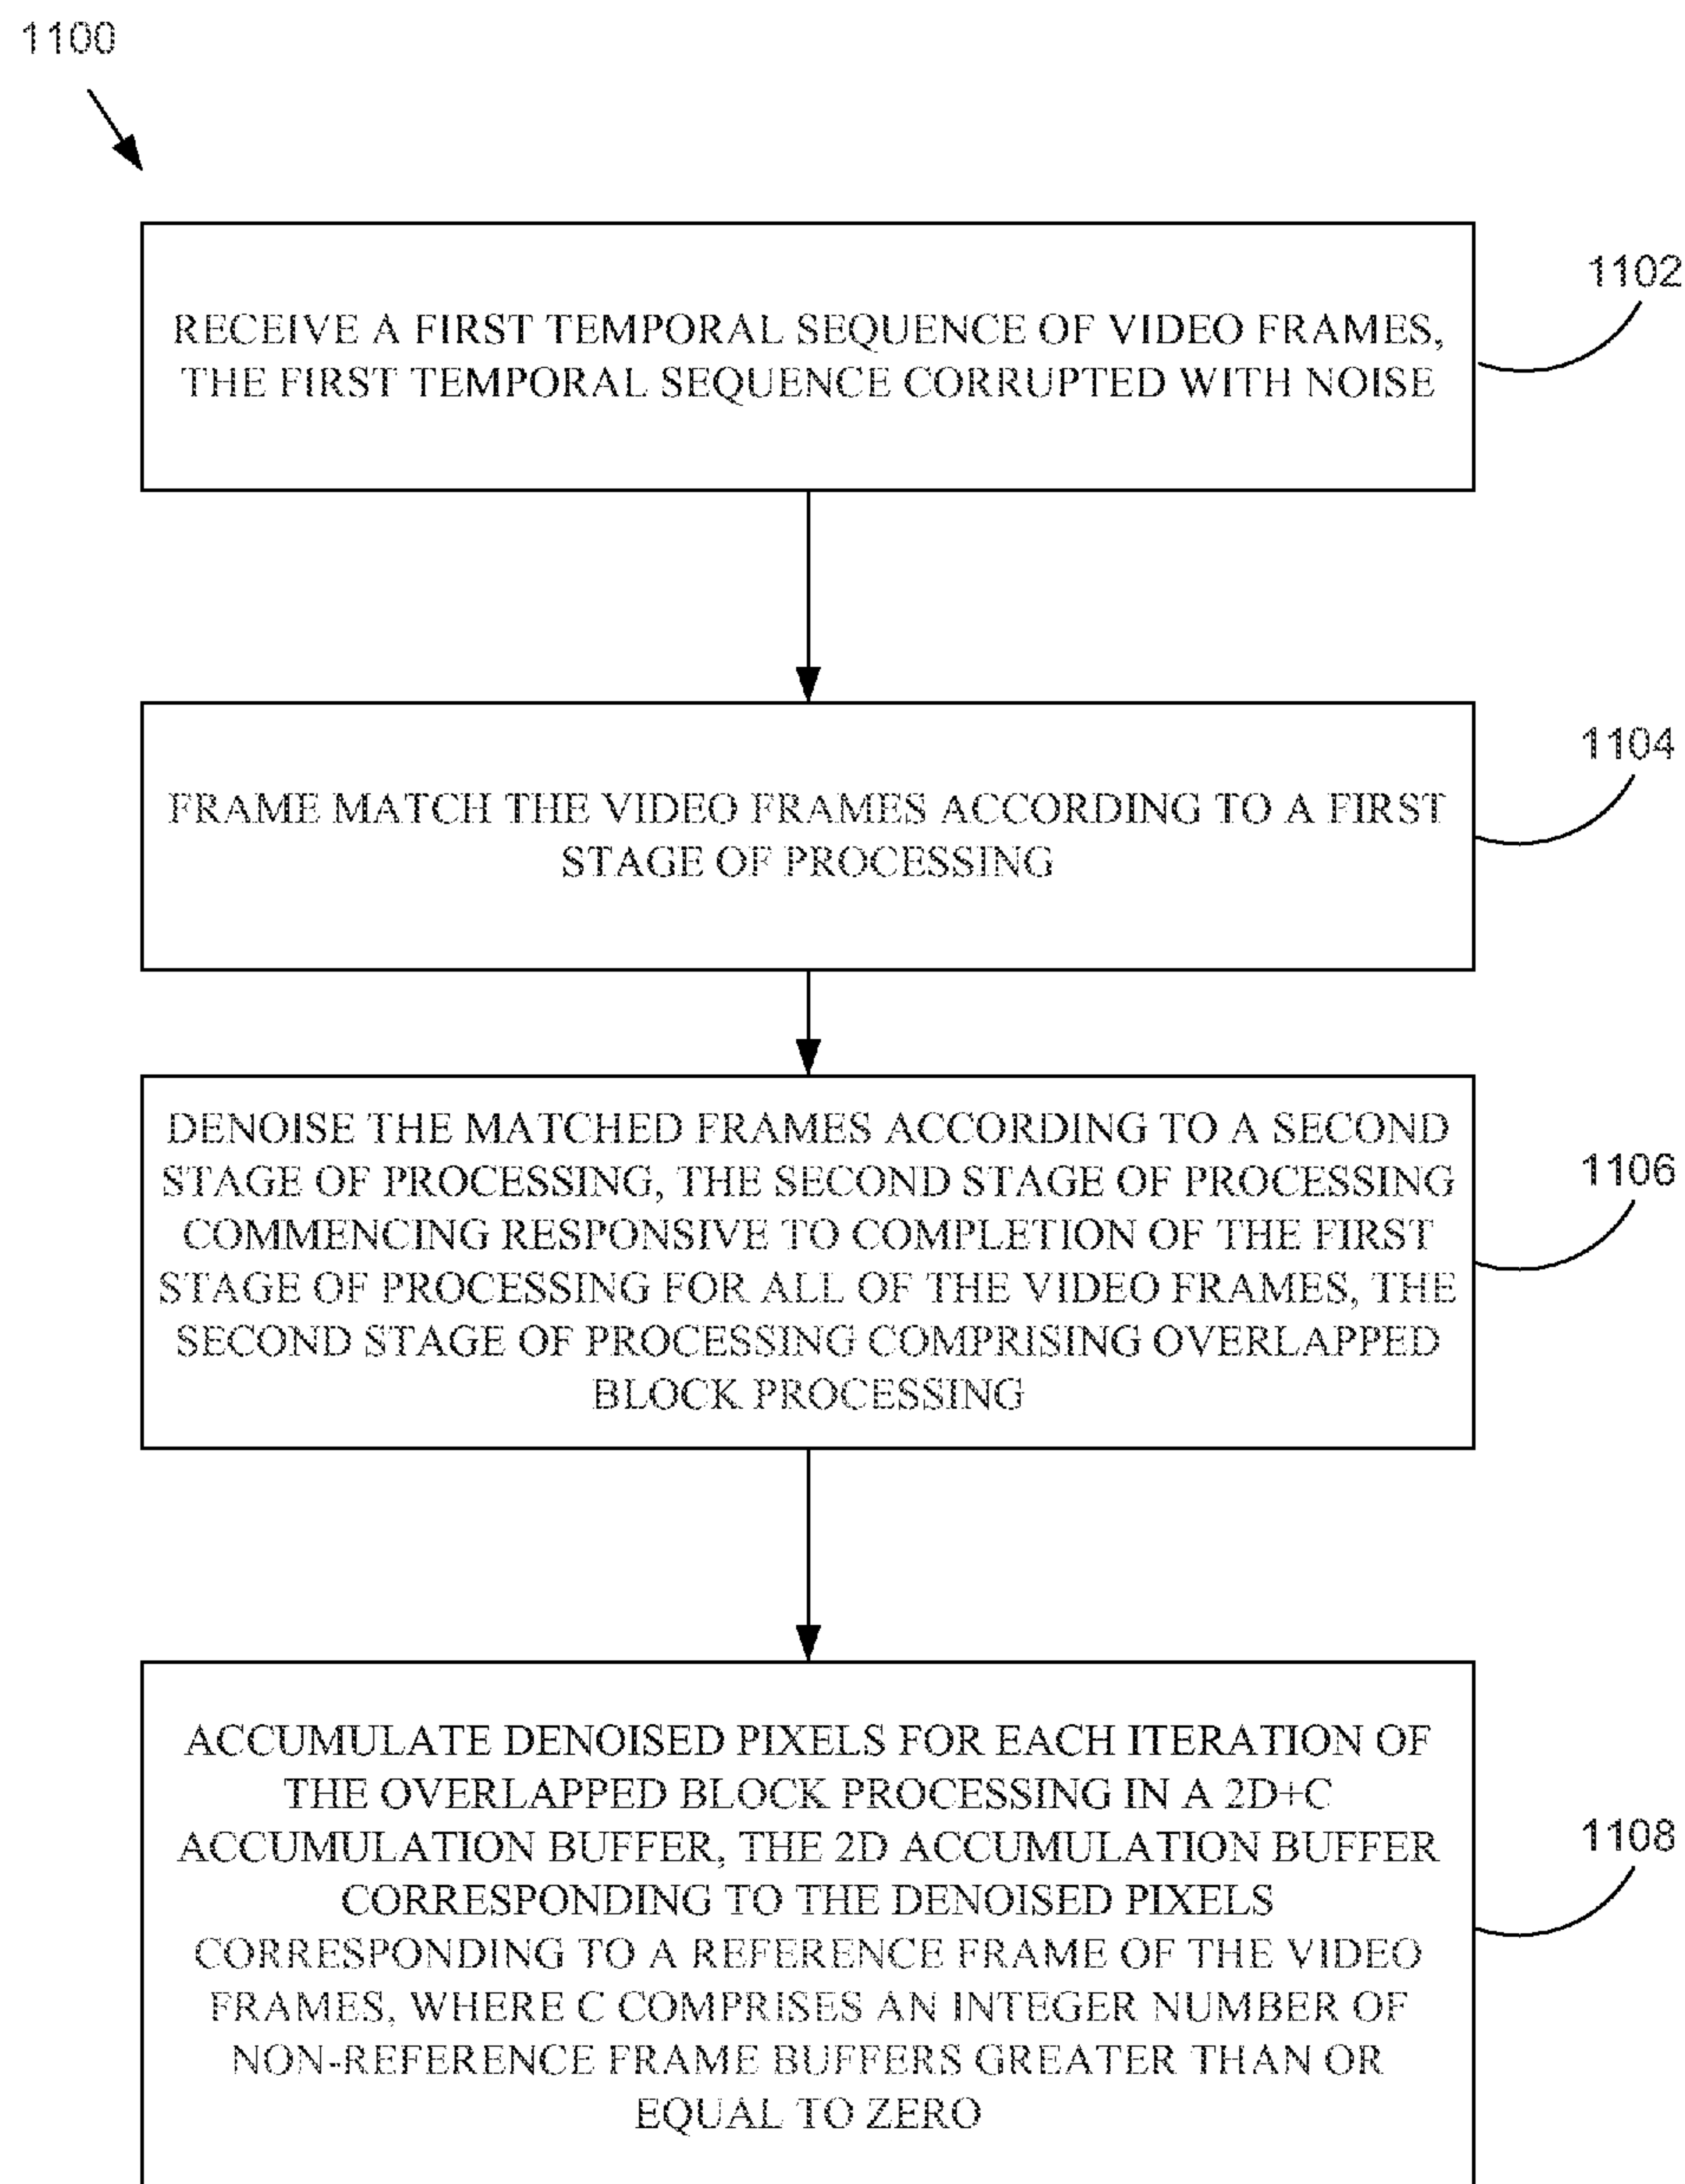 1100
1102
RECEIVE A FIRST TEMPORAL SEQUENCE OF VIDEO FRAMES,
THE FIRST TEMPORAL SEQUENCE CORRUPTED WITH NOISE
1104
FRAME MATCH THE VIDEO FRAMES ACCORDING TO A FIRST
STAGE OF PROCESSING
1106
DENOISE THE MATCHED FRAMES ACCORDING TO A SECOND
STAGE OF PROCESSING, THE SECOND STAGE OF PROCESSING
COMMENCING RESPONSIVE TO COMPLETION OF THE FIRST
STAGE OF PROCESSING FOR ALL OF THE VIDEO FRAMES, THE
SECOND STAGE OF PROCESSING COMPRISING OVERLAPPED
BLOCK PROCESSING
1108
ACCUMULATE DENOISED PIXELS FOR EACH ITERATION OF
THE OVERLAPPED BLOCK PROCESSING IN A 2D+C
ACCUMULATION BUFFER, THE 2D ACCUMULATION BUFFER
CORRESPONDING TO THE DENOISED PIXELS
CORRESPONDING TO A REFERENCE FRAME OF THE VIDEO
FRAMES, WHERE C COMPRISES AN INTEGER NUMBER OF
NON-REFERENCE FRAME BUFFERS GREATER THAN OR
EQUAL TO ZERO